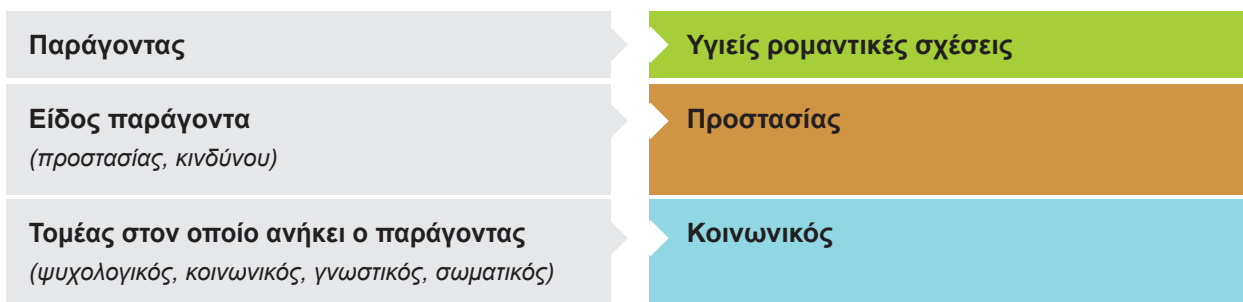 Παράγοντας
Υγιείς ρομαντικές σχέσεις
Είδος παράγοντα
(προστασίας, κινδύνου)
Προστασίας
Τομέας στον οποίο ανήκει ο παράγοντας
(ψυχολογικός, κοινωνικός, γνωστικός, σωματικός)
Κοινωνικός